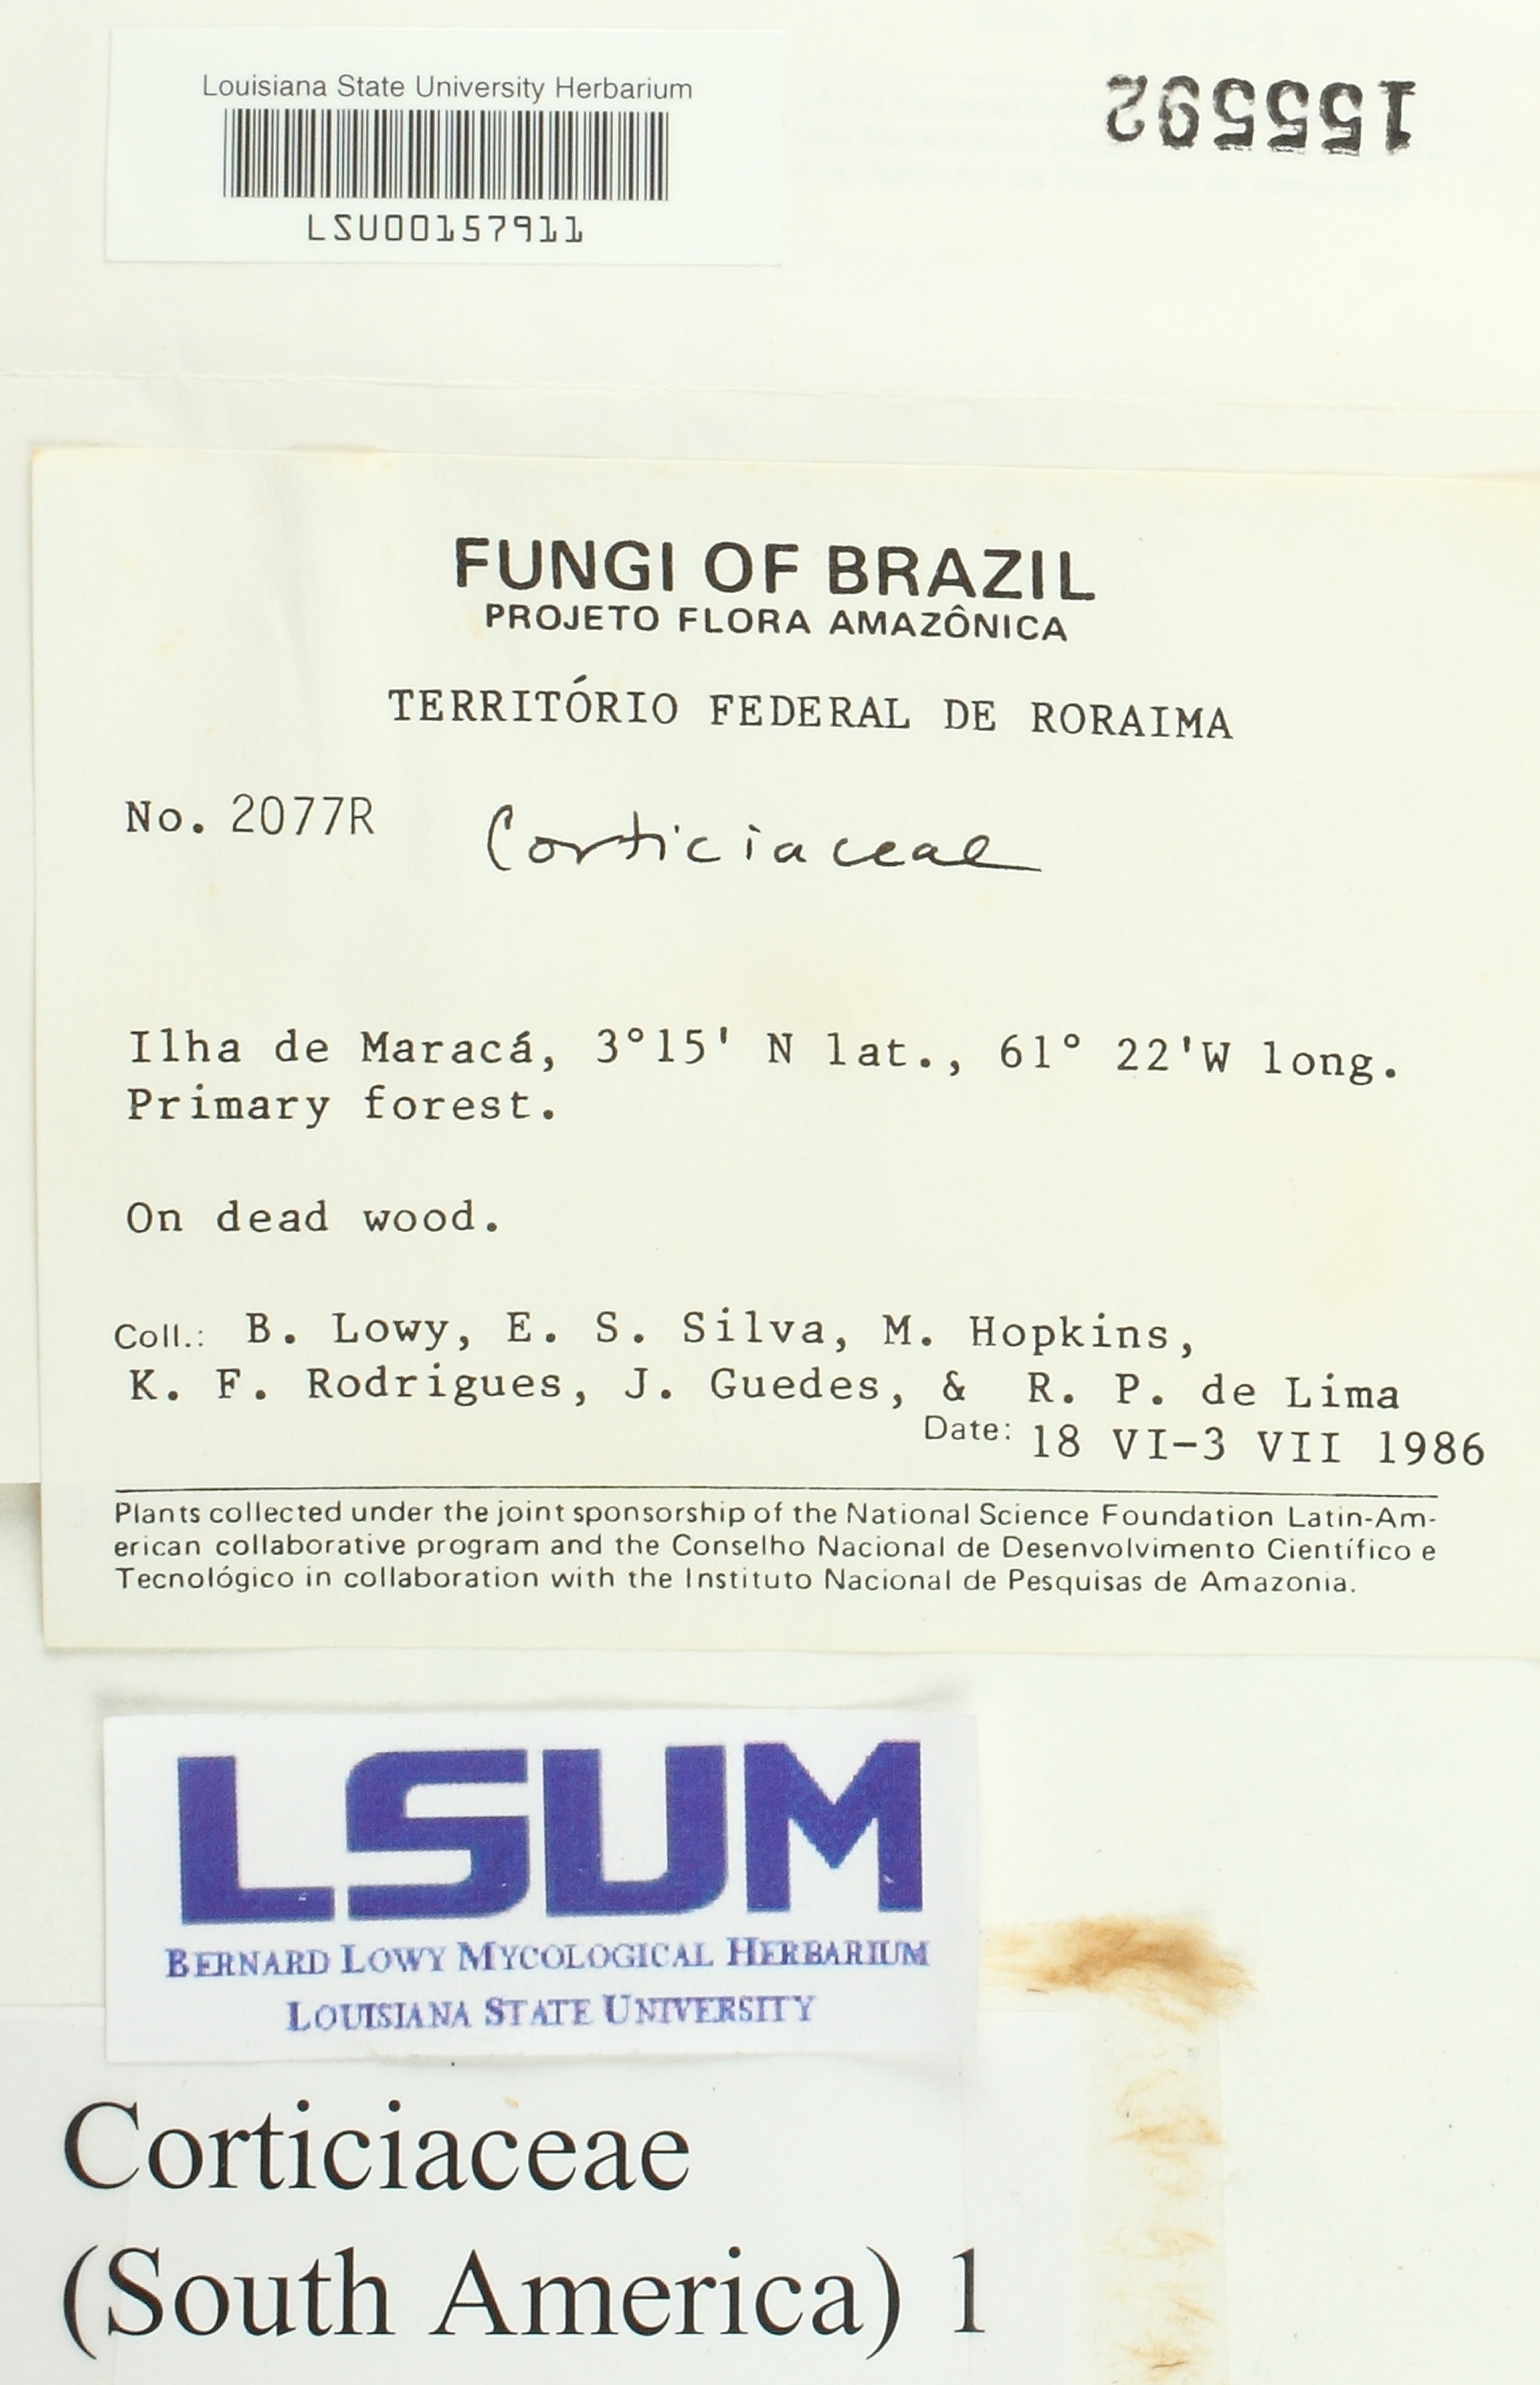 Louisiana State University Herbarium
LSU00157911
155592
FUNGI OF BRAZIL
PROJETO FLORA AMAZÔNICA
TERRITÓRIO FEDERAL DE RORAIMA
No. 2077R Corticiaceae
Ilha de Maracá, 3°15' N lat., 61° 22'W long.
Primary forest.
On dead wood.
Coll.: B. Lowy, E. S. Silva, M. Hopkins,
K. F. Rodrigues, J. Guedes, & R. P. de Lima
Date: 18 VI-3 VII 1986
Plants collected under the joint sponsorship of the National Science Foundation Latin-Am-
erican collaborative program and the Conselho Nacional de Desenvolvimento Científico e
Tecnológico in collaboration with the Instituto Nacional de Pesquisas de Amazonia.
LSUM
BERNARD LOWY MYCOLOGICAL HERBARIUM
LOUISIANA STATE UNIVERSITY
Corticiaceae
(South America) 1